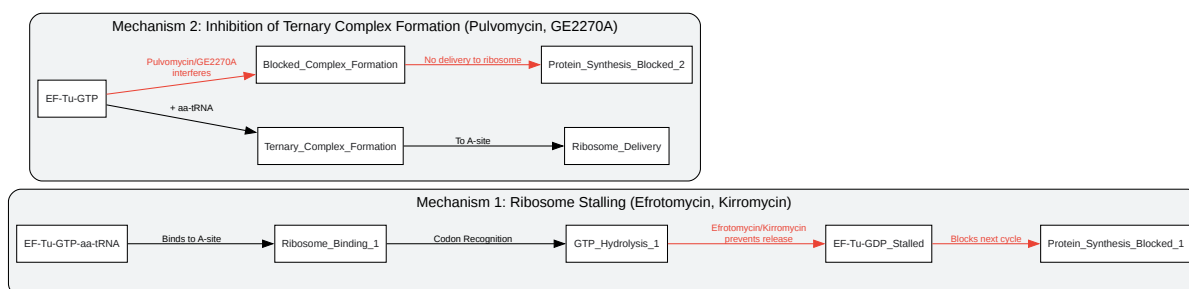 Mechanism 2: Inhibition of Ternary Complex Formation (Pulvomycin, GE2270A)
Pulvomycin/GE2270A
interferes
Blocked_Complex_Formation
No delivery to ribosome
Protein_Synthesis_Blocked_2
EF-Tu-GTP
+ aa-tRNA
Ternary_Complex_Formation
To A-site
Ribosome_Delivery
Mechanism 1: Ribosome Stalling (Efrotomycin, Kirromycin)
EF-Tu-GTP-aa-tRNA
Binds to A-site
Ribosome_Binding_1
Codon Recognition
GTP_Hydrolysis_1
Efrotomycin/Kirromycin
prevents release
EF-Tu-GDP_Stalled
Blocks next cycle
Protein_Synthesis_Blocked_1